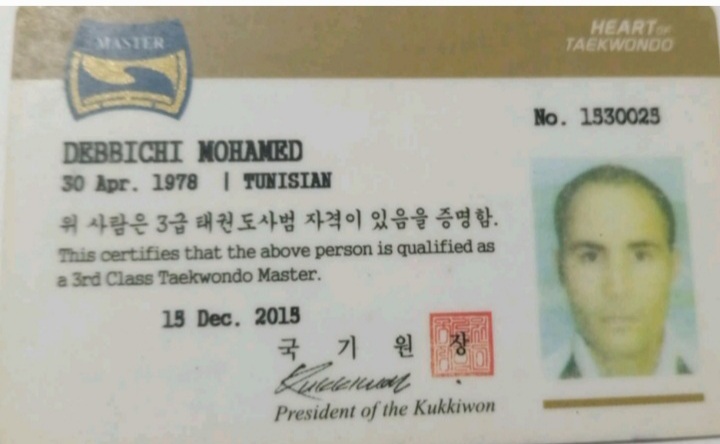 MASTER
HEART OF
TAEKWONDO
No. 1530025
DEBBICHI MOHAMED
30 Apr. 1978 | TUNISIAN
위 사람은 3급 태권도사범 자격이 있음을 증명함.
This certifies that the above person is qualified as
a 3rd Class Taekwondo Master.
15 Dec. 2015
국 기 원 장
Kukkiwon
President of the Kukkiwon